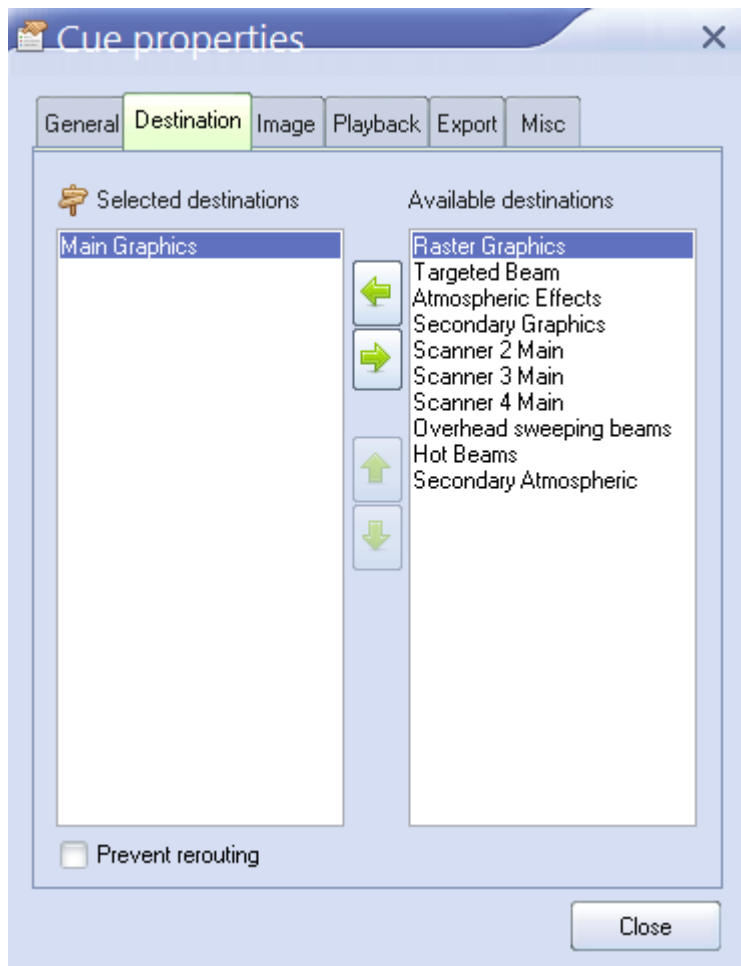 Cue properties
General Destination Image Playback Export Misc
Selected destinations
Available destinations
Main Graphics
Raster Graphics
Targeted Beam
Atmospheric Effects
Secondary Graphics
Scanner 2 Main
Scanner 3 Main
Scanner 4 Main
Overhead sweeping beams
Hot Beams
Secondary Atmospheric
Prevent rerouting
Close